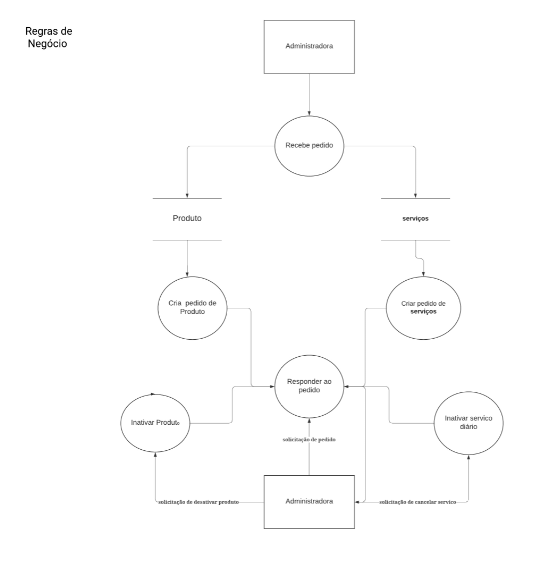 Regras de
Negócio
Administradora
Recebe pedido
Produto
serviços
Cria pedido de
Produto
Criar pedido de
serviços
Responder ao
pedido
Inativar Produto
Inativar servico
diário
solicitação de pedido
solicitação de desativar produto
Administradora
solicitação de cancelar servico